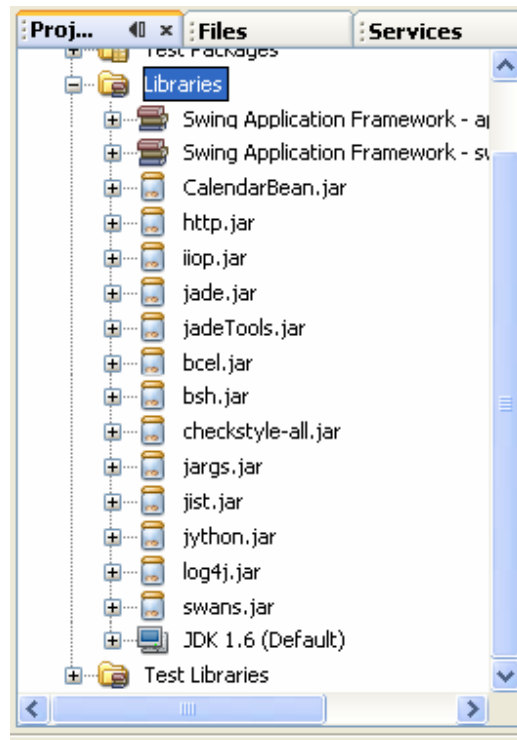 Proj... Files Services
Test Packages
Libraries
Swing Application Framework - a
Swing Application Framework - s
CalendarBean.jar
http.jar
iiop.jar
jade.jar
jadeTools.jar
bcel.jar
bsh.jar
checkstyle-all.jar
jargs.jar
jist.jar
jython.jar
log4j.jar
swans.jar
JDK 1.6 (Default)
Test Libraries